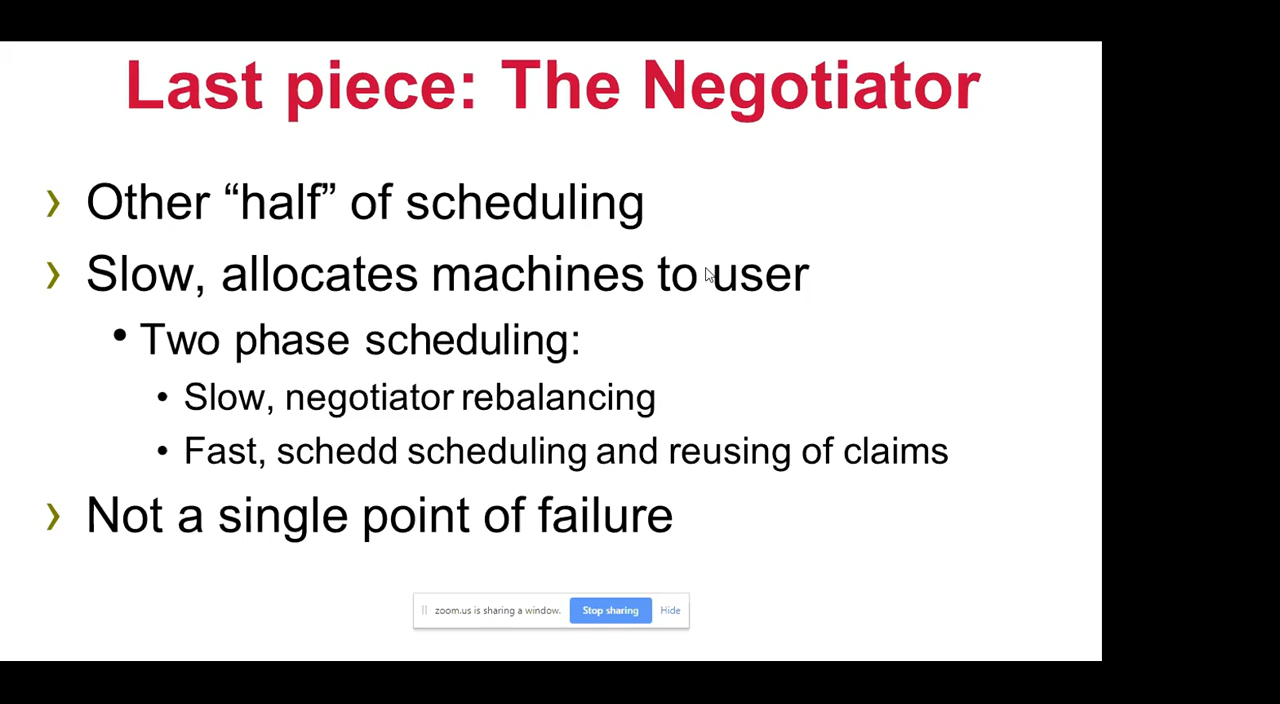 Last piece: The Negotiator
› Other “half” of scheduling
› Slow, allocates machines to user
• Two phase scheduling:
• Slow, negotiator rebalancing
• Fast, schedd scheduling and reusing of claims
› Not a single point of failure
zoom.us is sharing a window. Stop sharing Hide